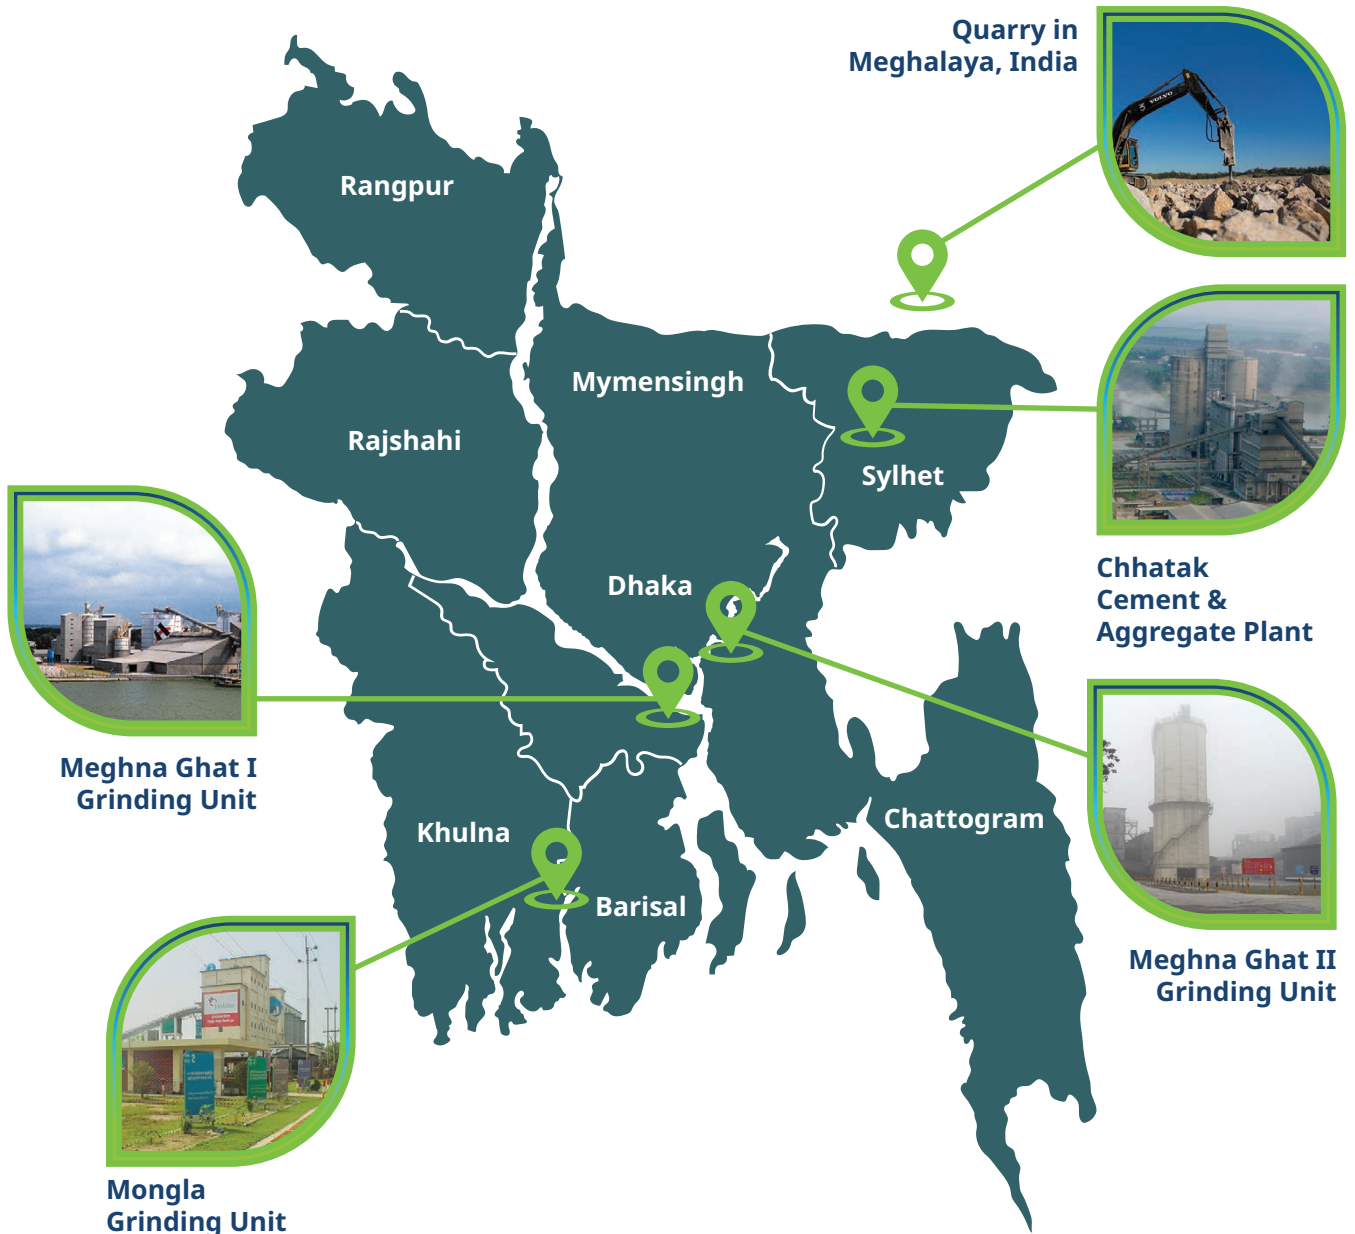 Quarry in
Meghalaya, India
VOLVO
Rangpur
Mymensingh
Rajshahi
Sylhet
Chhatak
Cement &
Aggregate Plant
Dhaka
Meghna Ghat I
Grinding Unit
Khulna
Chattogram
Barisal
Meghna Ghat II
Grinding Unit
Mongla
Grinding Unit